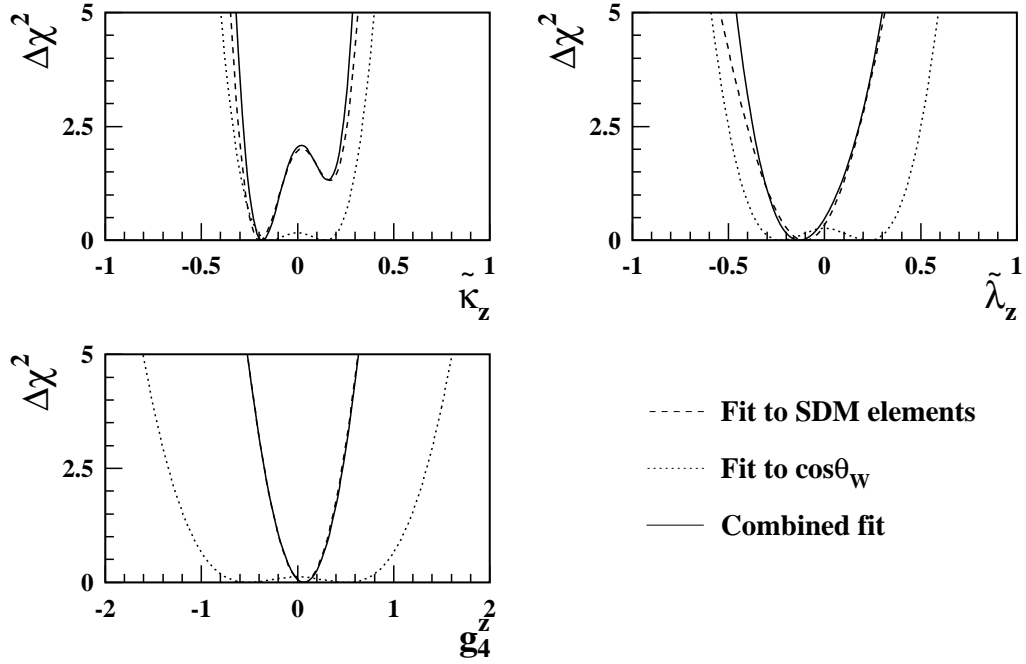 Δχ²
5
2.5
0
-1 -0.5 0 0.5 1
κ̃z
Δχ²
5
2.5
0
-1 -0.5 0 0.5 1
λ̃z
Δχ²
5
2.5
0
-2 -1 0 1 2
g₄ᶻ
Fit to SDM elements
Fit to cosθW
Combined fit